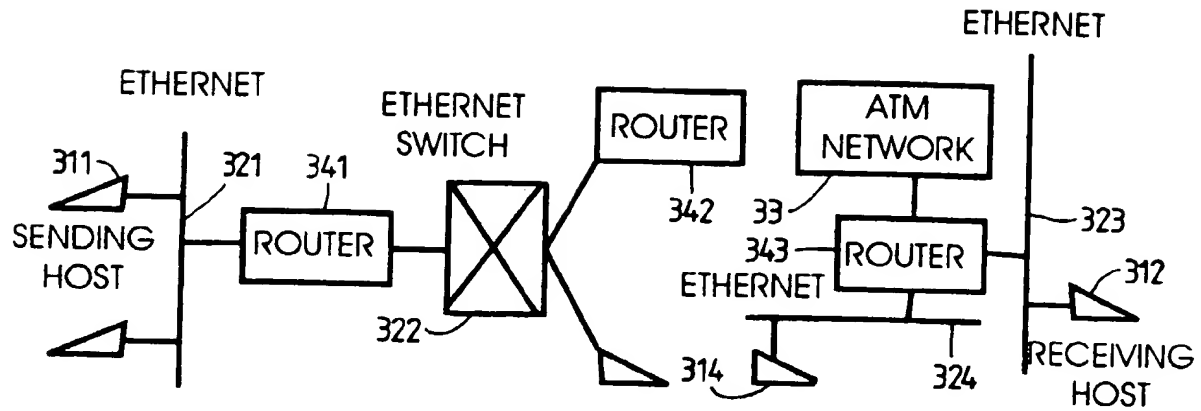 ETHERNET
ETHERNET
ETHERNET
SWITCH
ROUTER
ATM
NETWORK
311
321
341
342
33
323
SENDING
HOST
ROUTER
343
ROUTER
312
ETHERNET
322
314
324
RECEIVING
HOST